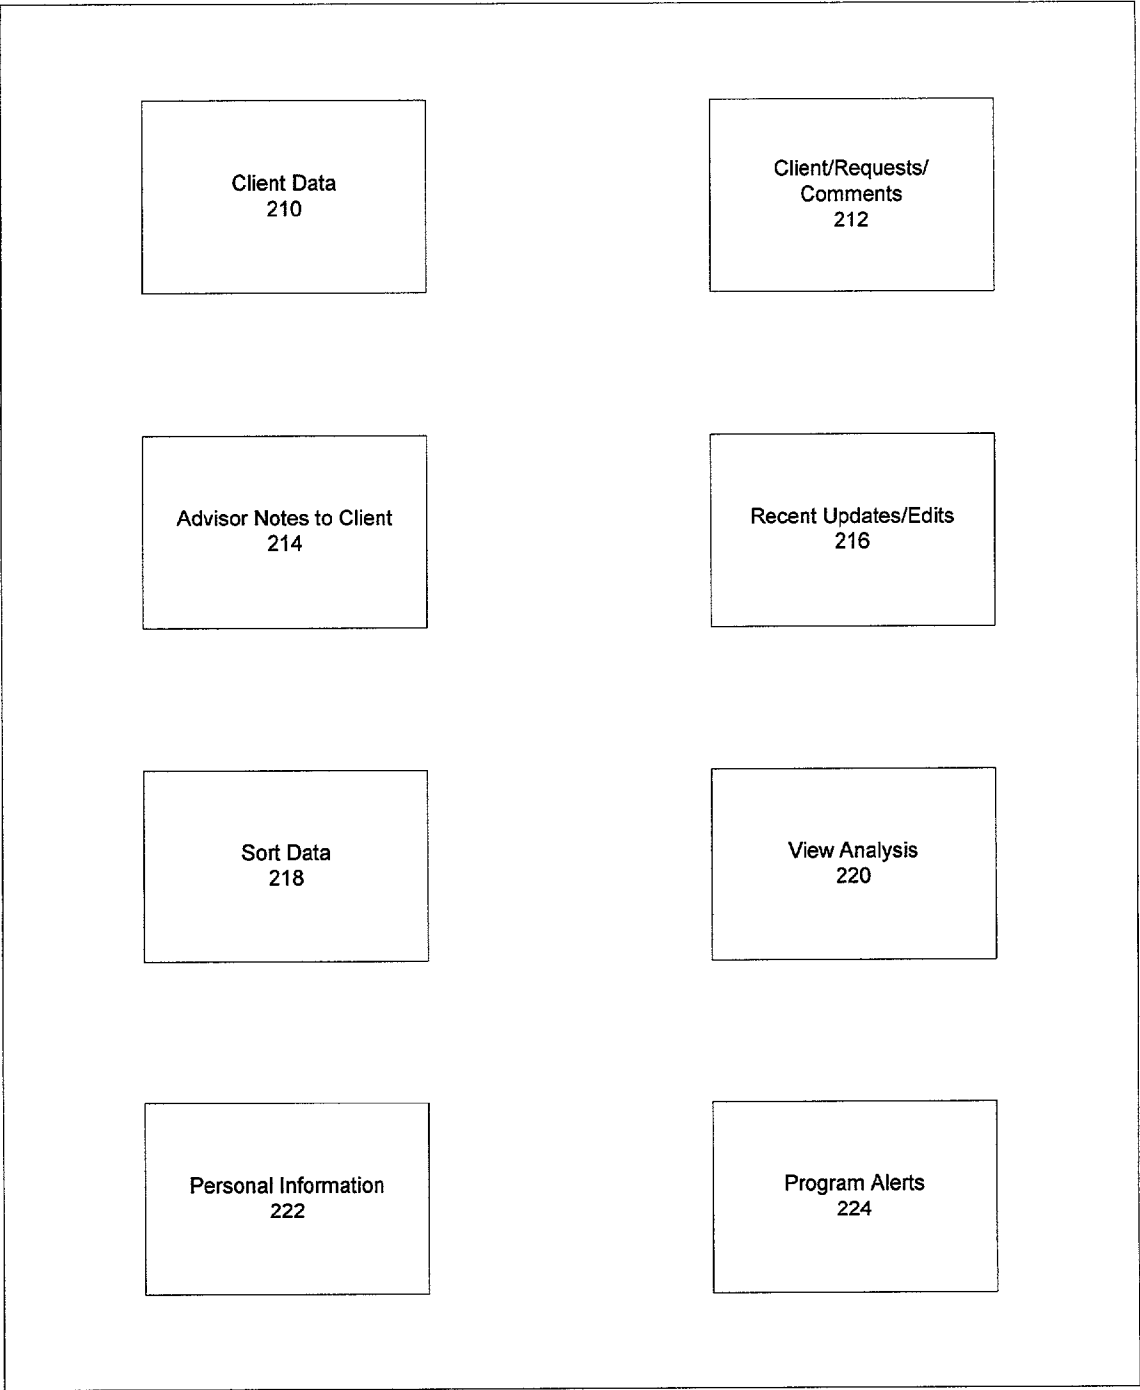 Client Data
210
Client/Requests/
Comments
212
Advisor Notes to Client
214
Recent Updates/Edits
216
Sort Data
218
View Analysis
220
Personal Information
222
Program Alerts
224